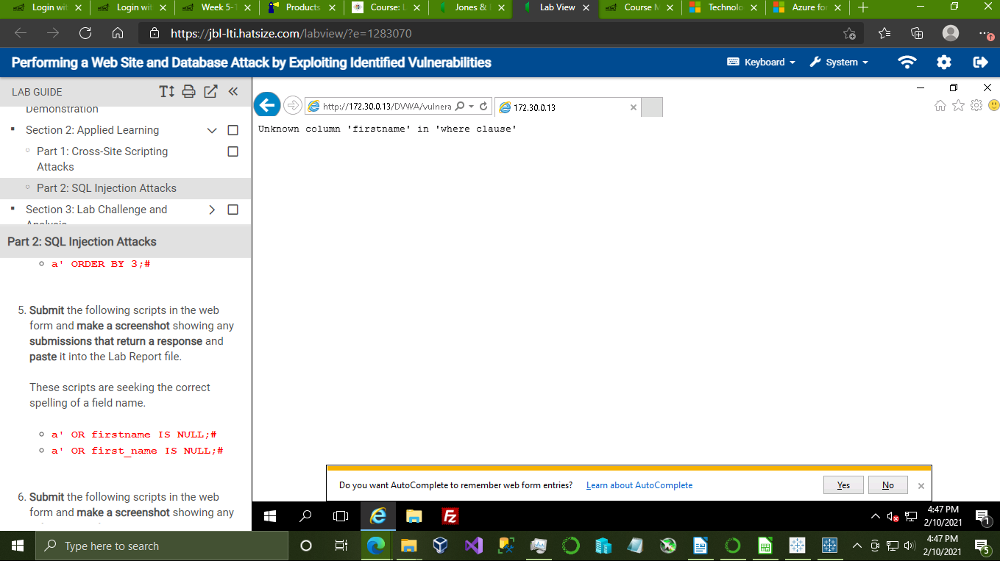 Login wit
Login wit
Week 5-1
Products
Course: L
Jones &
Lab View
Course M
Technolo
Azure for
https://jbl-lti.hatsize.com/labview/?e=1283070
Performing a Web Site and Database Attack by Exploiting Identified Vulnerabilities
Keyboard
System
LAB GUIDE
Demonstration
Section 2: Applied Learning
Part 1: Cross-Site Scripting
Attacks
Part 2: SQL Injection Attacks
Section 3: Lab Challenge and
Analysis
Part 2: SQL Injection Attacks
a' ORDER BY 3;#
5. Submit the following scripts in the web
form and make a screenshot showing any
submissions that return a response and
paste it into the Lab Report file.
These scripts are seeking the correct
spelling of a field name.
a' OR firstname IS NULL;#
a' OR first_name IS NULL;#
6. Submit the following scripts in the web
form and make a screenshot showing any
http://172.30.0.13/DVWA/vulnera
172.30.0.13
Unknown column 'firstname' in 'where clause'
Do you want AutoComplete to remember web form entries?
Learn about AutoComplete
Yes
No
4:47 PM
2/10/2021
1
Type here to search
4:47 PM
2/10/2021
5